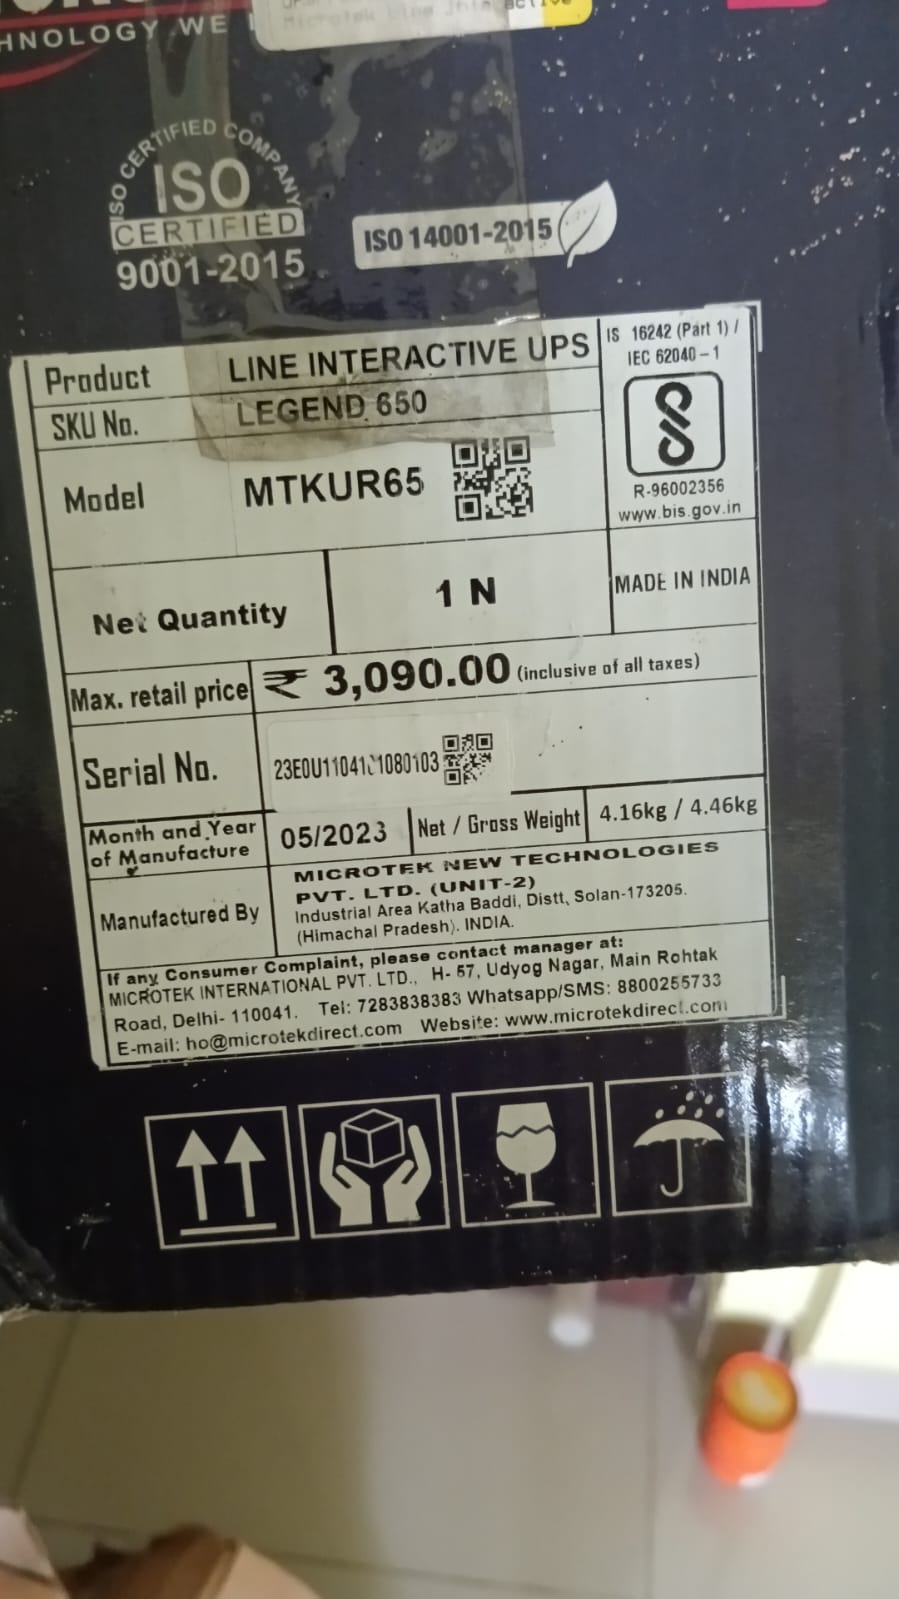 HNOLOGY WE
Microtek Line
ISO CERTIFIED COMPANY
ISO
CERTIFIED
9001-2015
ISO 14001-2015
Product LINE INTERACTIVE UPS
SKU No. LEGEND 650
Model MTKUR65
IS 16242 (Part 1) /
IEC 62040-1
R-96002356
www.bis.gov.in
Net Quantity 1 N MADE IN INDIA
Max. retail price ₹ 3,090.00 (inclusive of all taxes)
Serial No.
Month and Year
of Manufacture 05/2023 Net / Gross Weight 4.16kg / 4.46kg
Manufactured By
MICROTEK NEW TECHNOLOGIES
PVT. LTD. (UNIT-2)
Industrial Area Katha Baddi, Distt, Solan-173205.
(Himachal Pradesh). INDIA.
If any Consumer Complaint, please contact manager at:
MICROTEK INTERNATIONAL PVT. LTD., H- 57, Udyog Nagar, Main Rohtak
Road, Delhi- 110041. Tel: 7283838383 Whatsapp/SMS: 8800255733
E-mail: ho@microtekdirect.com Website: www.microtekdirect.com